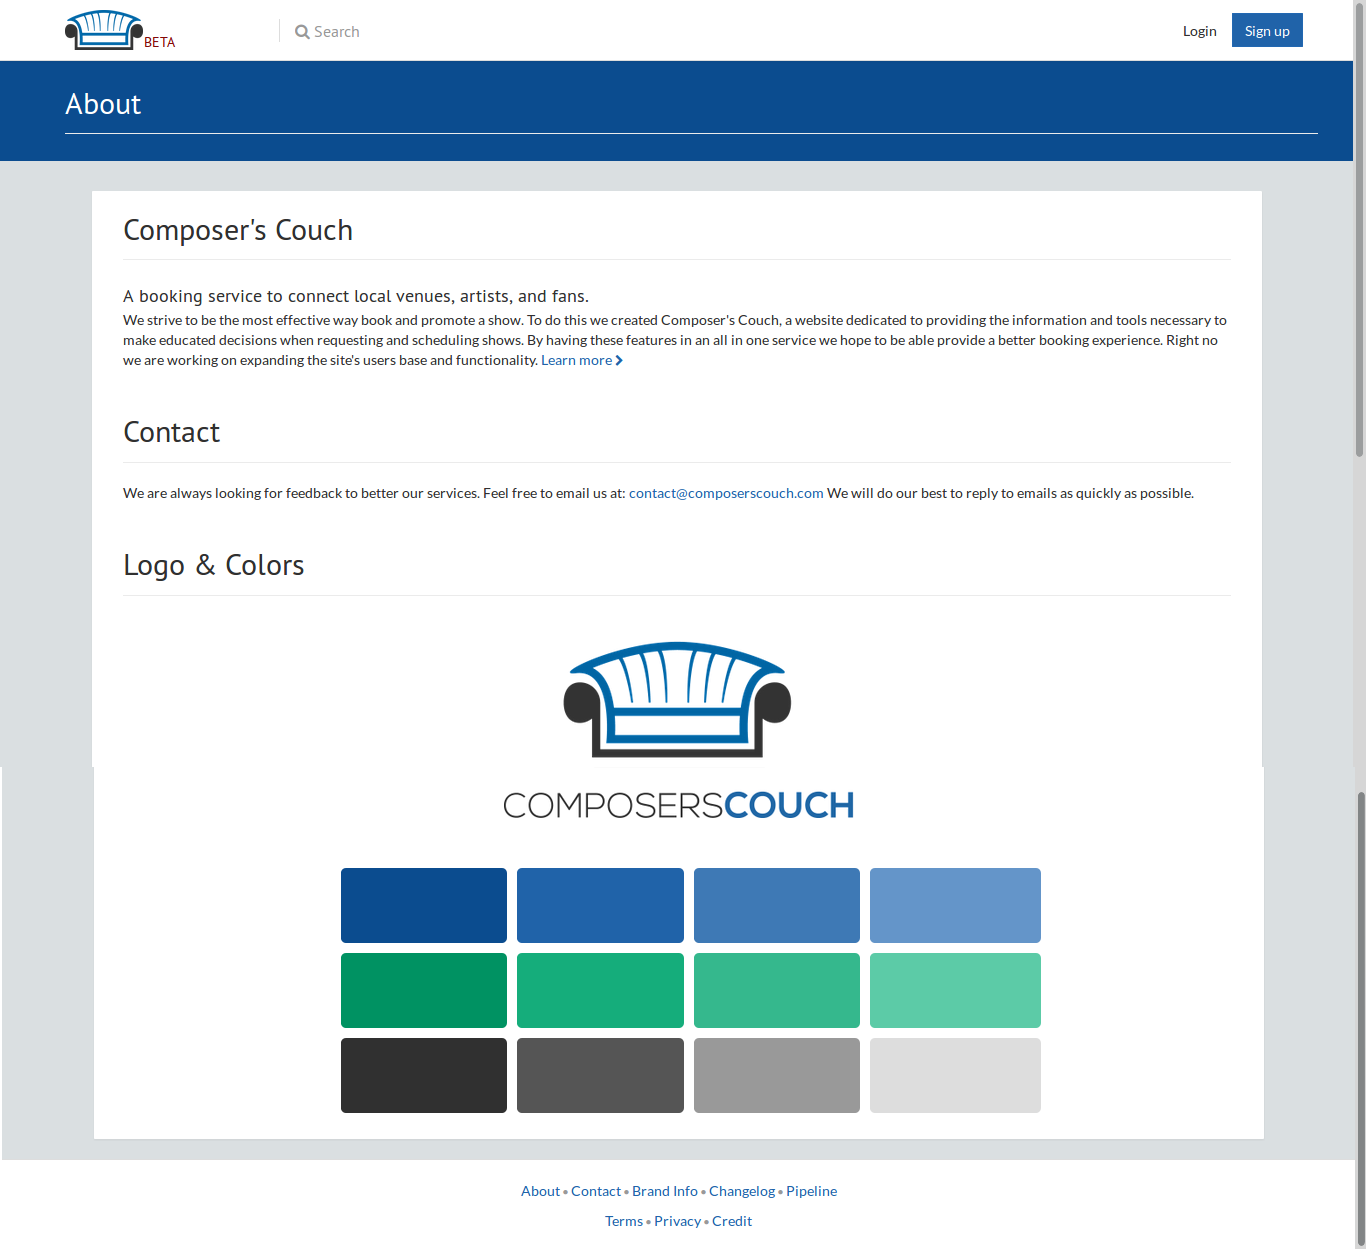 BETA
Search
Login
Sign up
About
Composer's Couch
A booking service to connect local venues, artists, and fans.
We strive to be the most effective way book and promote a show. To do this we created Composer's Couch, a website dedicated to providing the information and tools necessary to
make educated decisions when requesting and scheduling shows. By having these features in an all in one service we hope to be able provide a better booking experience. Right no
we are working on expanding the site's users base and functionality. Learn more
Contact
We are always looking for feedback to better our services. Feel free to email us at: contact@composerscouch.com We will do our best to reply to emails as quickly as possible.
Logo & Colors
COMPOSERSCOUCH
About • Contact • Brand Info • Changelog • Pipeline
Terms • Privacy • Credit